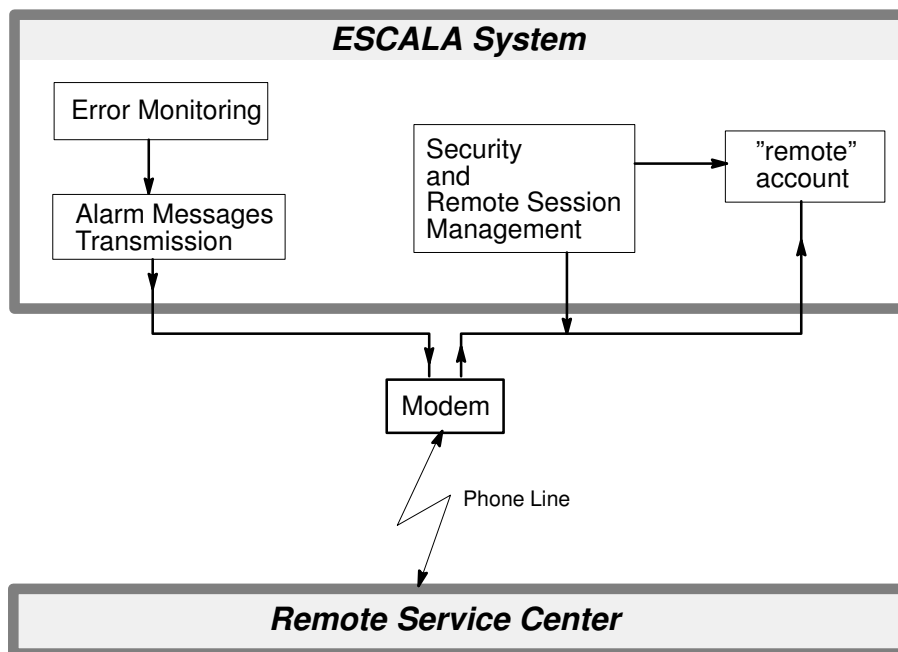 ESCALA System
Error Monitoring
Alarm Messages
Transmission
Security
and
Remote Session
Management
”remote”
account
Modem
Phone Line
Remote Service Center